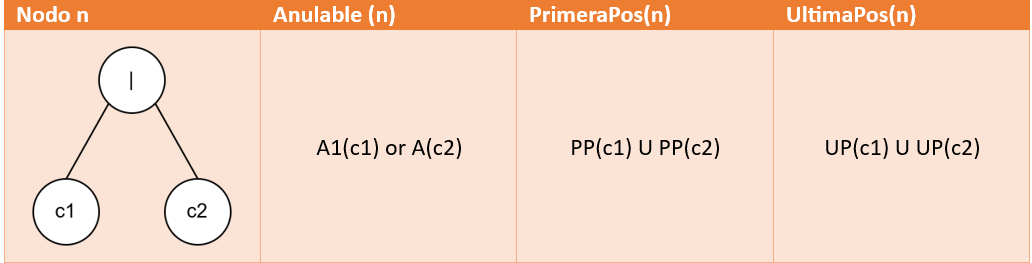 Nodo n Anulable (n) PrimeraPos(n) UltimaPos(n)
|
A1(c1) or A(c2) PP(c1) U PP(c2) UP(c1) U UP(c2)
c1 c2